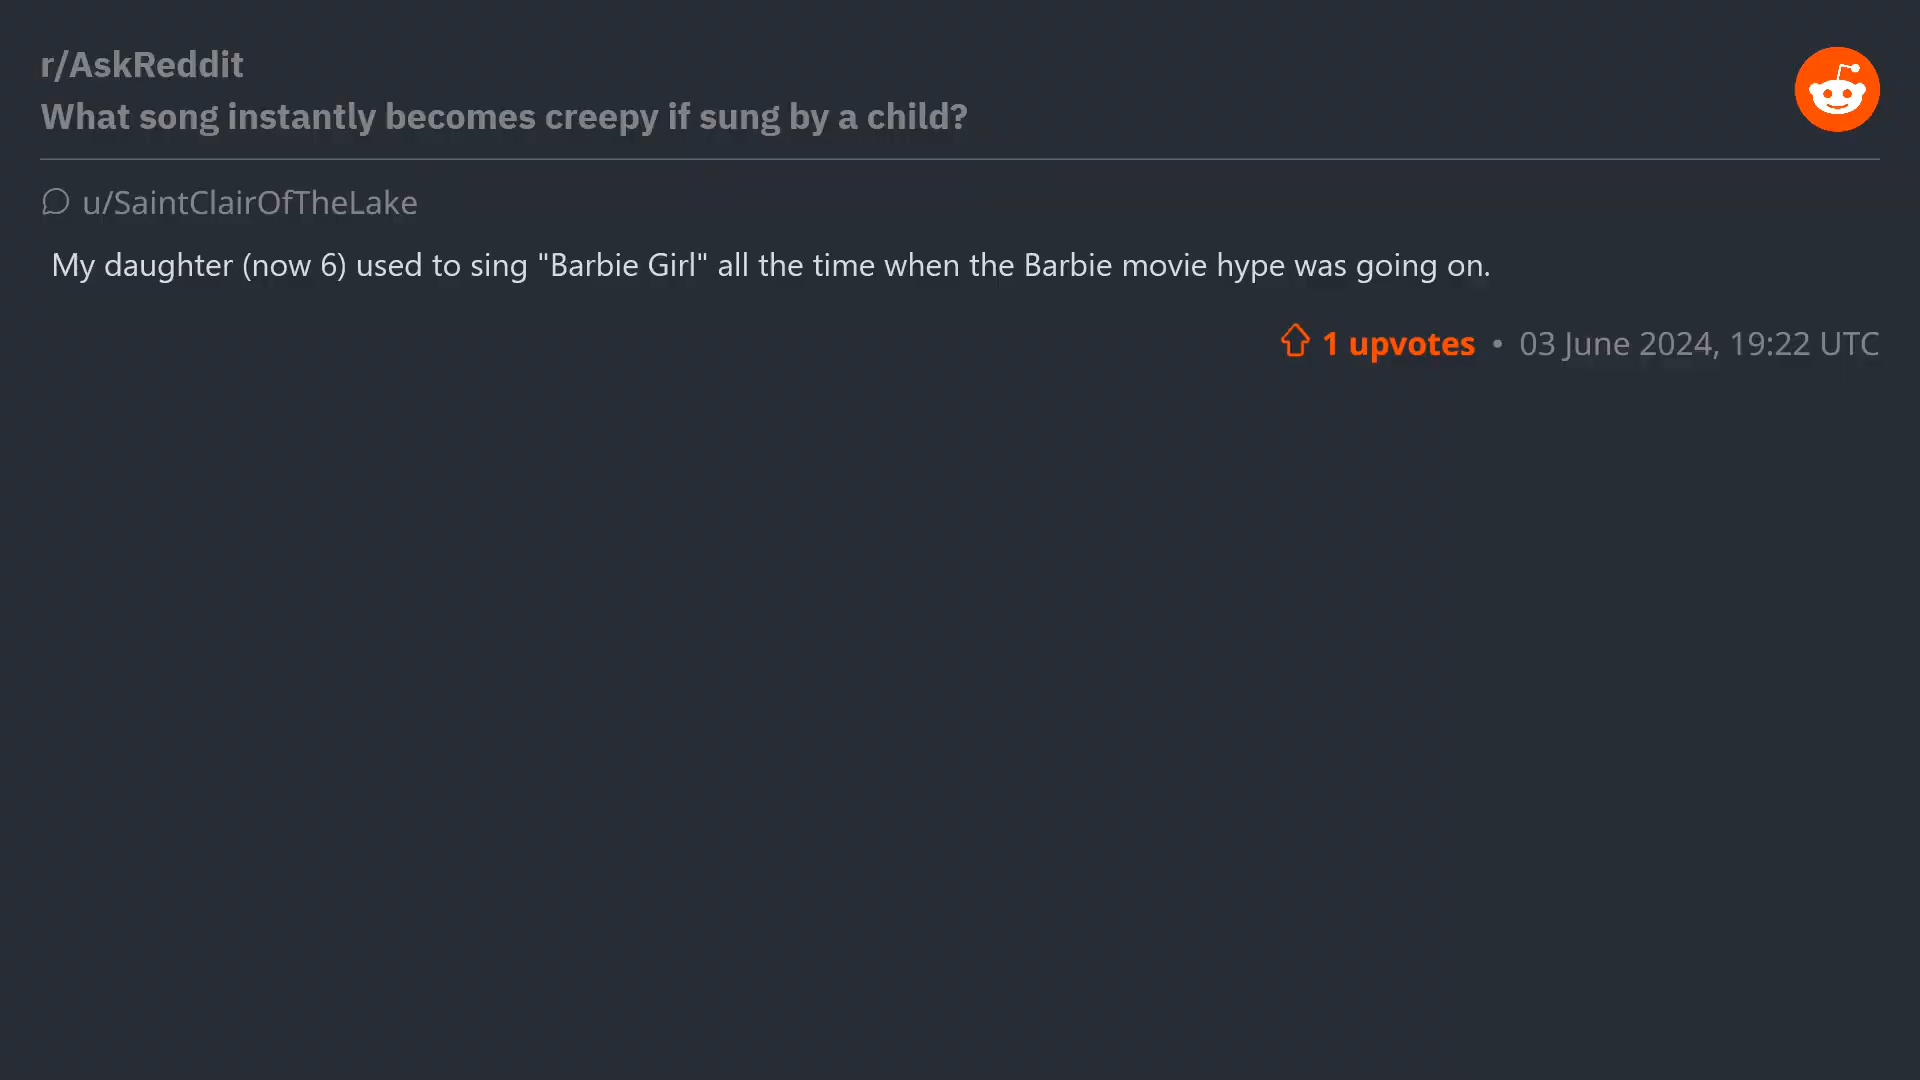 r/AskReddit
What song instantly becomes creepy if sung by a child?
u/SaintClairOfTheLake
My daughter (now 6) used to sing "Barbie Girl" all the time when the Barbie movie hype was going on.
1 upvotes • 03 June 2024, 19:22 UTC